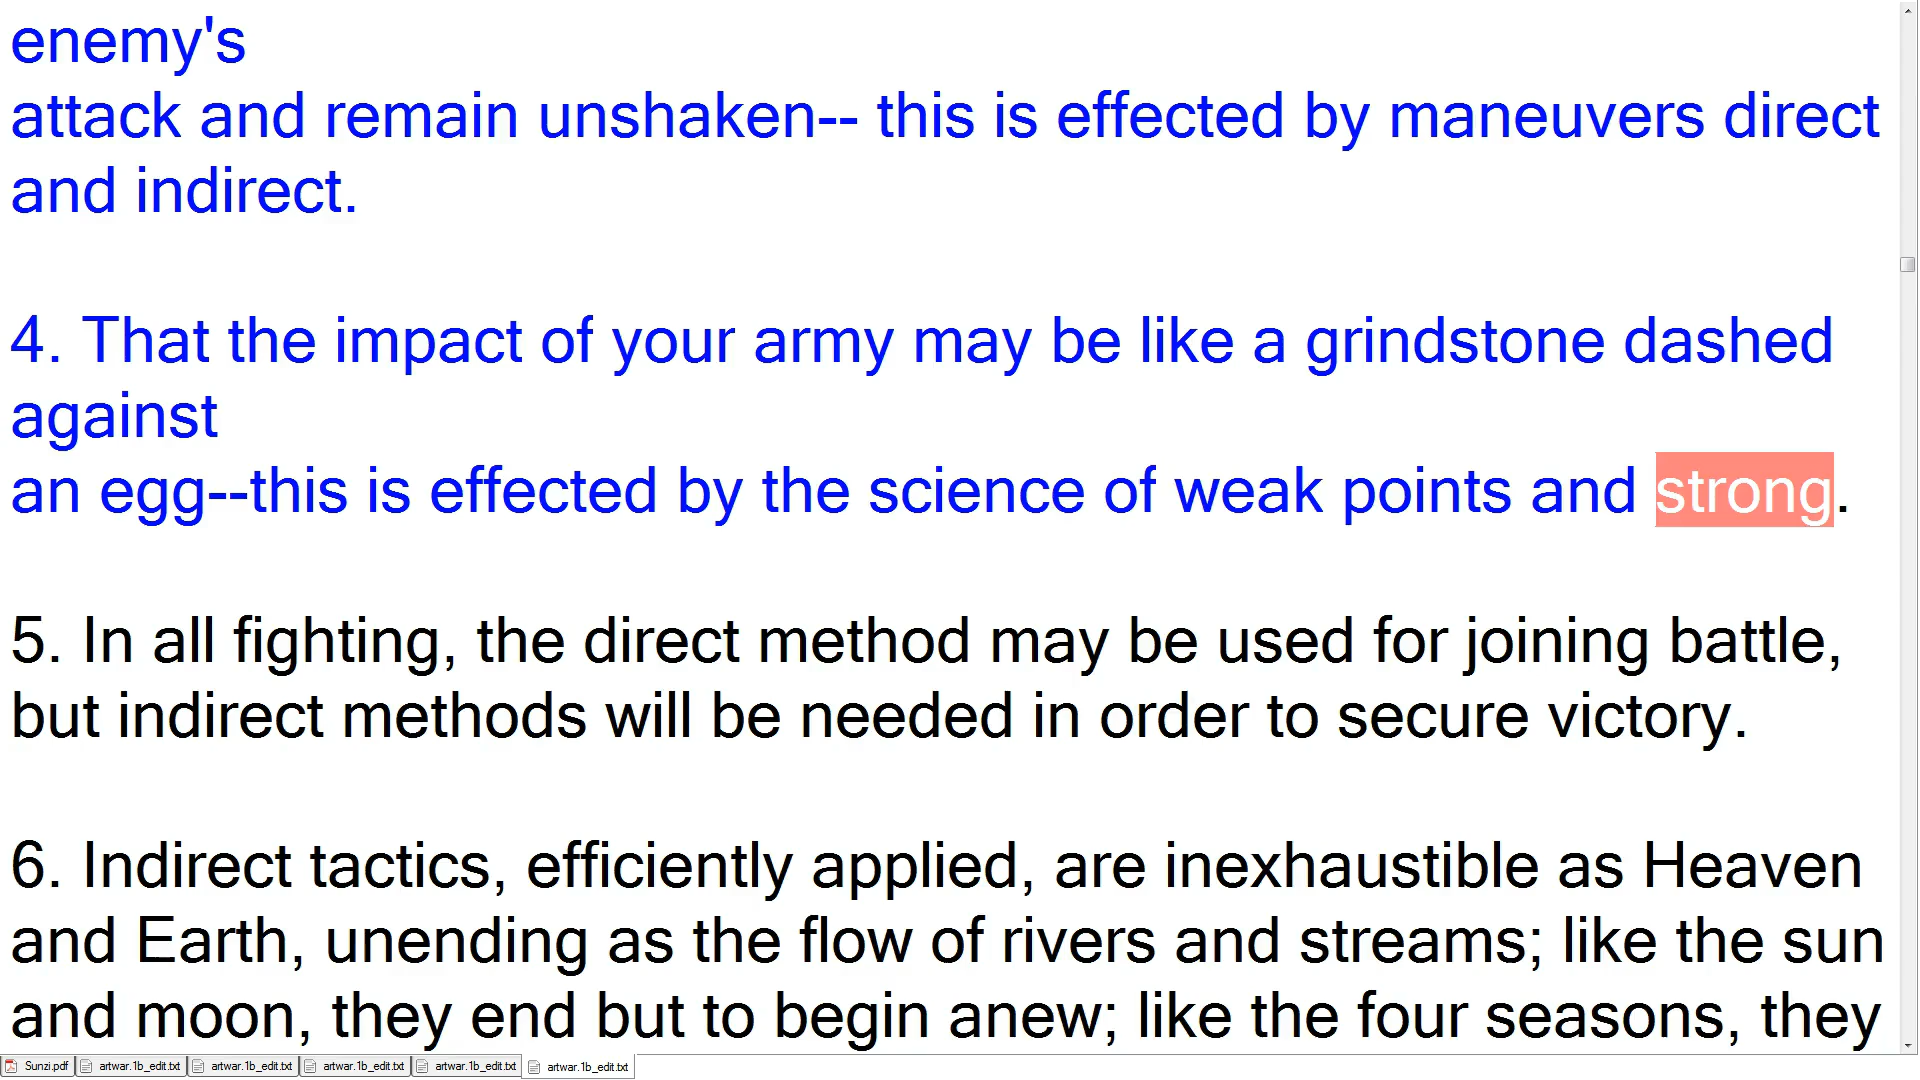 enemy's
attack and remain unshaken-- this is effected by maneuvers direct
and indirect.
4. That the impact of your army may be like a grindstone dashed
against
an egg--this is effected by the science of weak points and strong.
5. In all fighting, the direct method may be used for joining battle,
but indirect methods will be needed in order to secure victory.
6. Indirect tactics, efficiently applied, are inexhaustible as Heaven
and Earth, unending as the flow of rivers and streams; like the sun
and moon, they end but to begin anew; like the four seasons, they
Sunzi.pdf artwar.1b_edit.txt artwar.1b_edit.txt artwar.1b_edit.txt artwar.1b_edit.txt artwar.1b_edit.txt